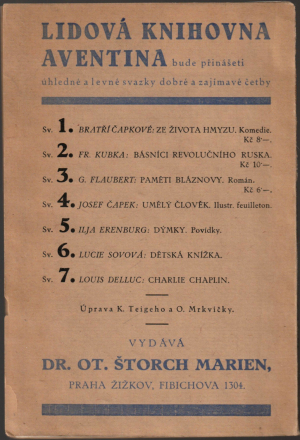 LIDOVÁ KNIHOVNA
AVENTINA bude přinášeti
úhledné a levné svazky dobré a zajímavé četby
Sv. 1. BRATŘÍ ČAPKOVÉ: ZE ŽIVOTA HMYZU. Komedie.
Kč 8·—.
Sv. 2. FR. KUBKA: BÁSNÍCI REVOLUČNÍHO RUSKA.
Kč 10·—.
Sv. 3. G. FLAUBERT: PAMĚTI BLÁZNOVY. Román.
Kč 6·—.
Sv. 4. JOSEF ČAPEK: UMĚLÝ ČLOVĚK. Ilustr. feuilleton.
Sv. 5. ILJA ERENBURG: DÝMKY. Povídky.
Sv. 6. LUCIE SOVOVÁ: DĚTSKÁ KNÍŽKA.
Sv. 7. LOUIS DELLUC: CHARLIE CHAPLIN.
Úprava K. Teigeho a O. Mrkvičky.
VYDÁVÁ
DR. OT. ŠTORCH MARIEN,
PRAHA ŽIŽKOV, FIBICHOVA 1304.